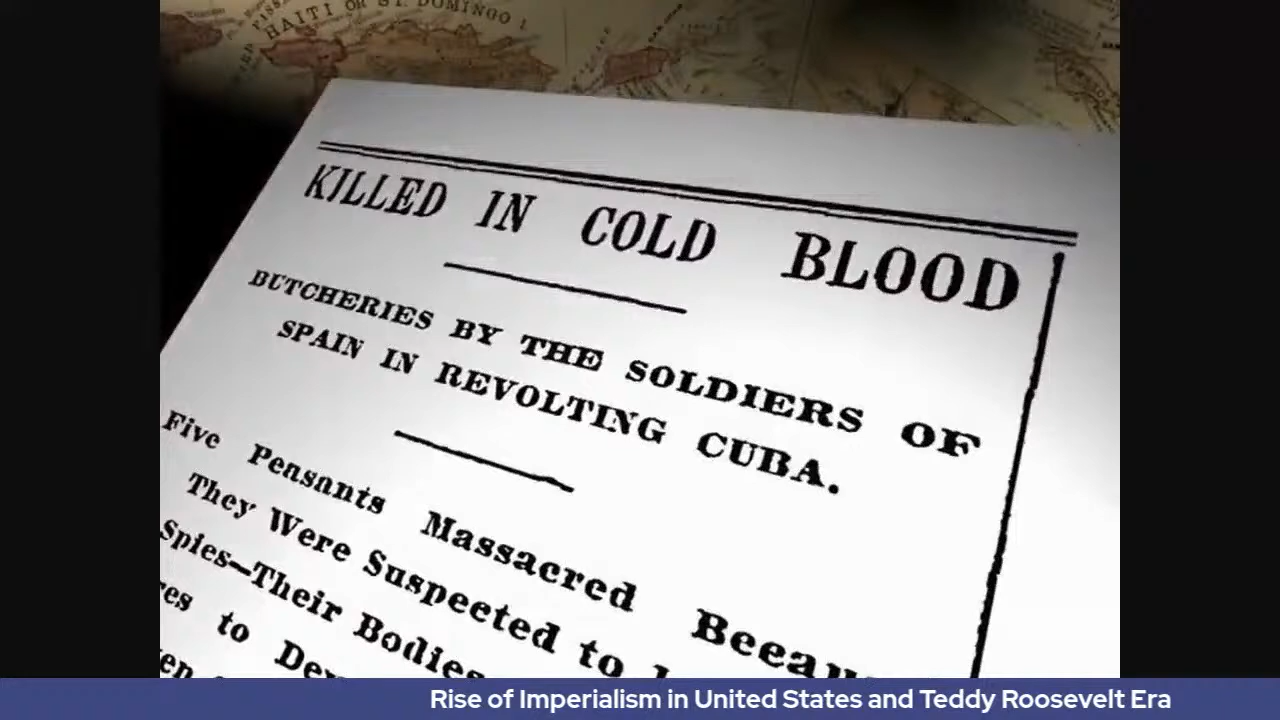 HAITI OR ST. DOMINGO
KILLED IN COLD BLOOD
BUTCHERIES BY THE SOLDIERS OF
SPAIN IN REVOLTING CUBA.
Five Peasants Massacred
They Were Suspected to
Spies—Their Bodies
to
Rise of Imperialism in United States and Teddy Roosevelt Era